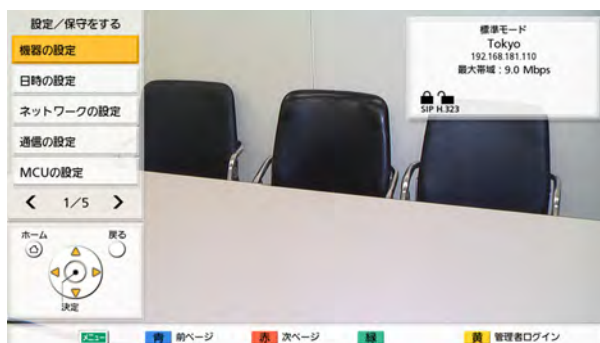 設定／保守をする
機器の設定
日時の設定
ネットワークの設定
通信の設定
MCUの設定
1/5
ホーム
戻る
決定
標準モード
Tokyo
192.168.181.110
最大帯域：9.0 Mbps
SIP H.323
メニュー
青 前ページ
赤 次ページ
緑
黄 管理者ログイン